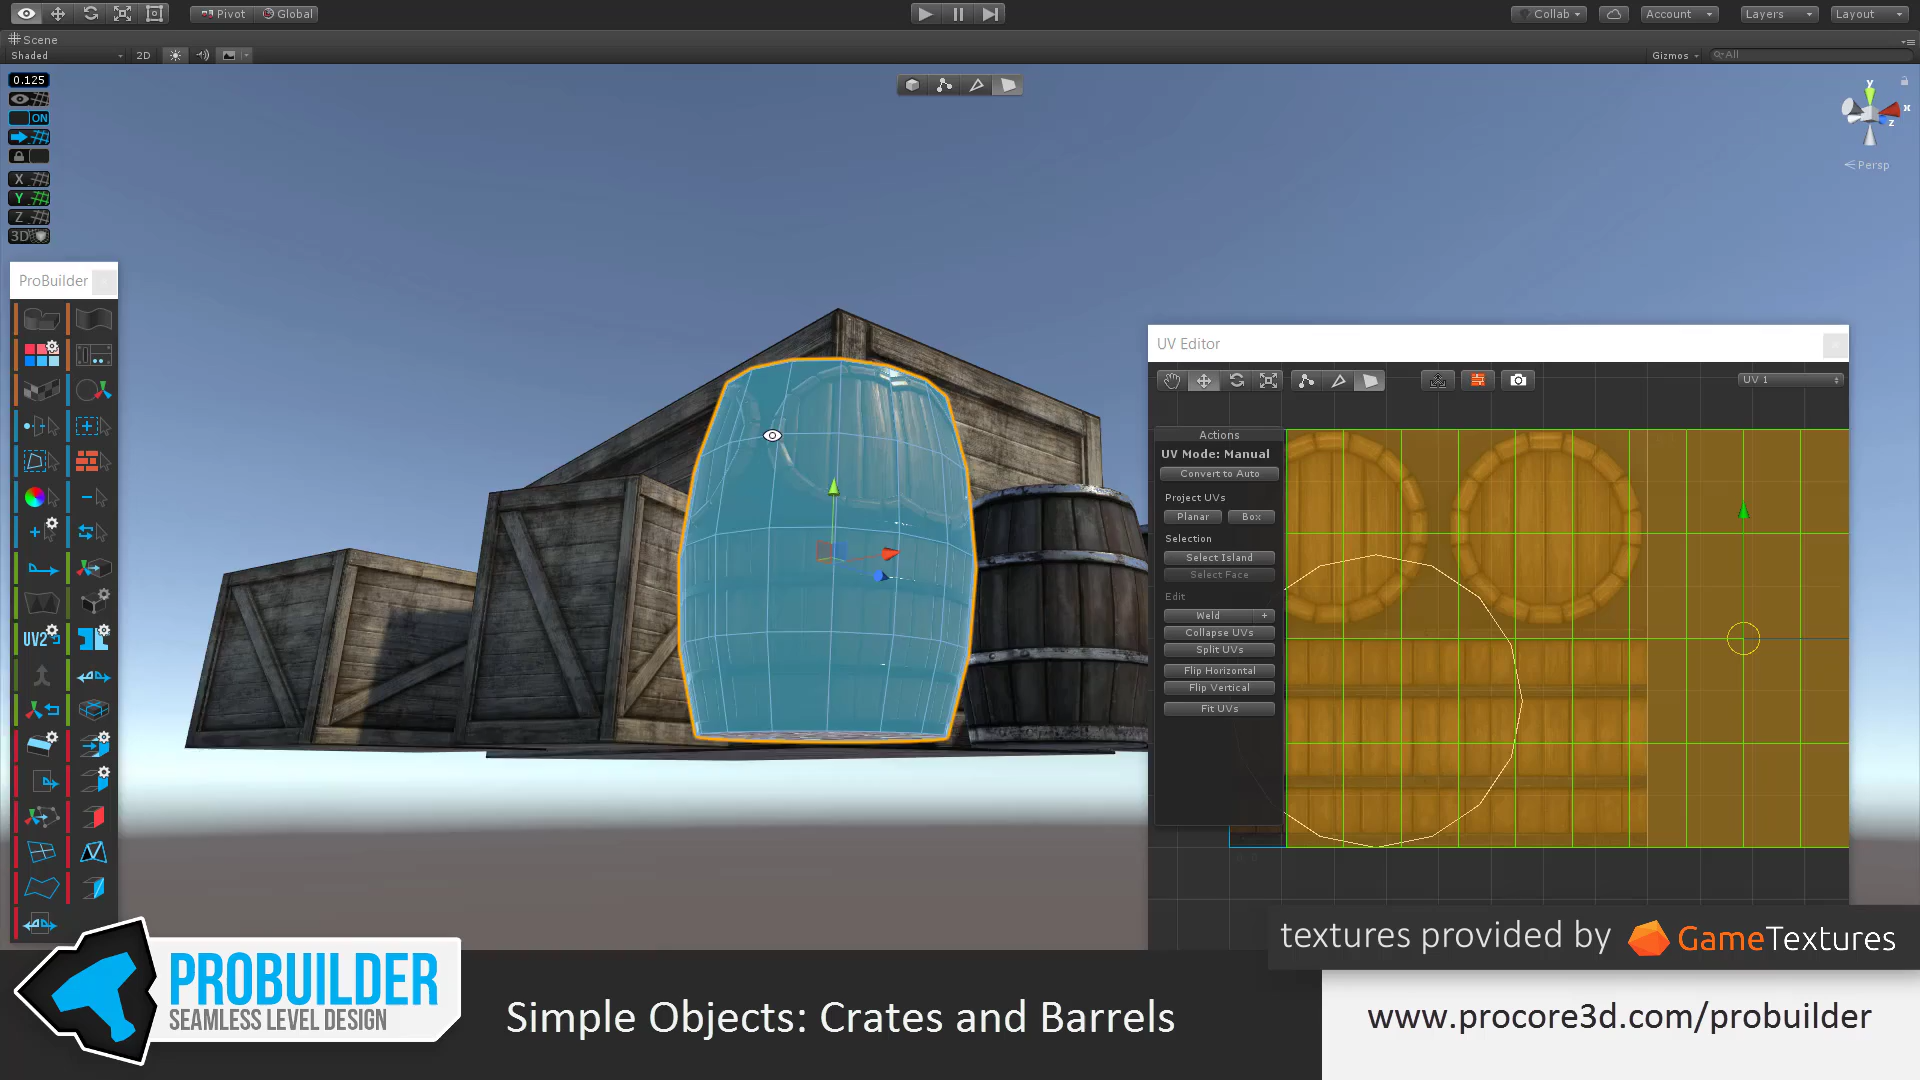 Pivot Global Collab Account Layers Layout
Scene
Shaded 2D Gizmos All
0.125
ON
X
Y
Z
3D
y
x
z
Persp
ProBuilder
UV2
UV Editor
UV 1
Actions
UV Mode: Manual
Convert to Auto
Project UVs
Planar Box
Selection
Select Island
Select Face
Edit
Weld +
Collapse UVs
Split UVs
Flip Horizontal
Flip Vertical
Fit UVs
textures provided by GameTextures
PROBUILDER
SEAMLESS LEVEL DESIGN
Simple Objects: Crates and Barrels
www.procore3d.com/probuilder